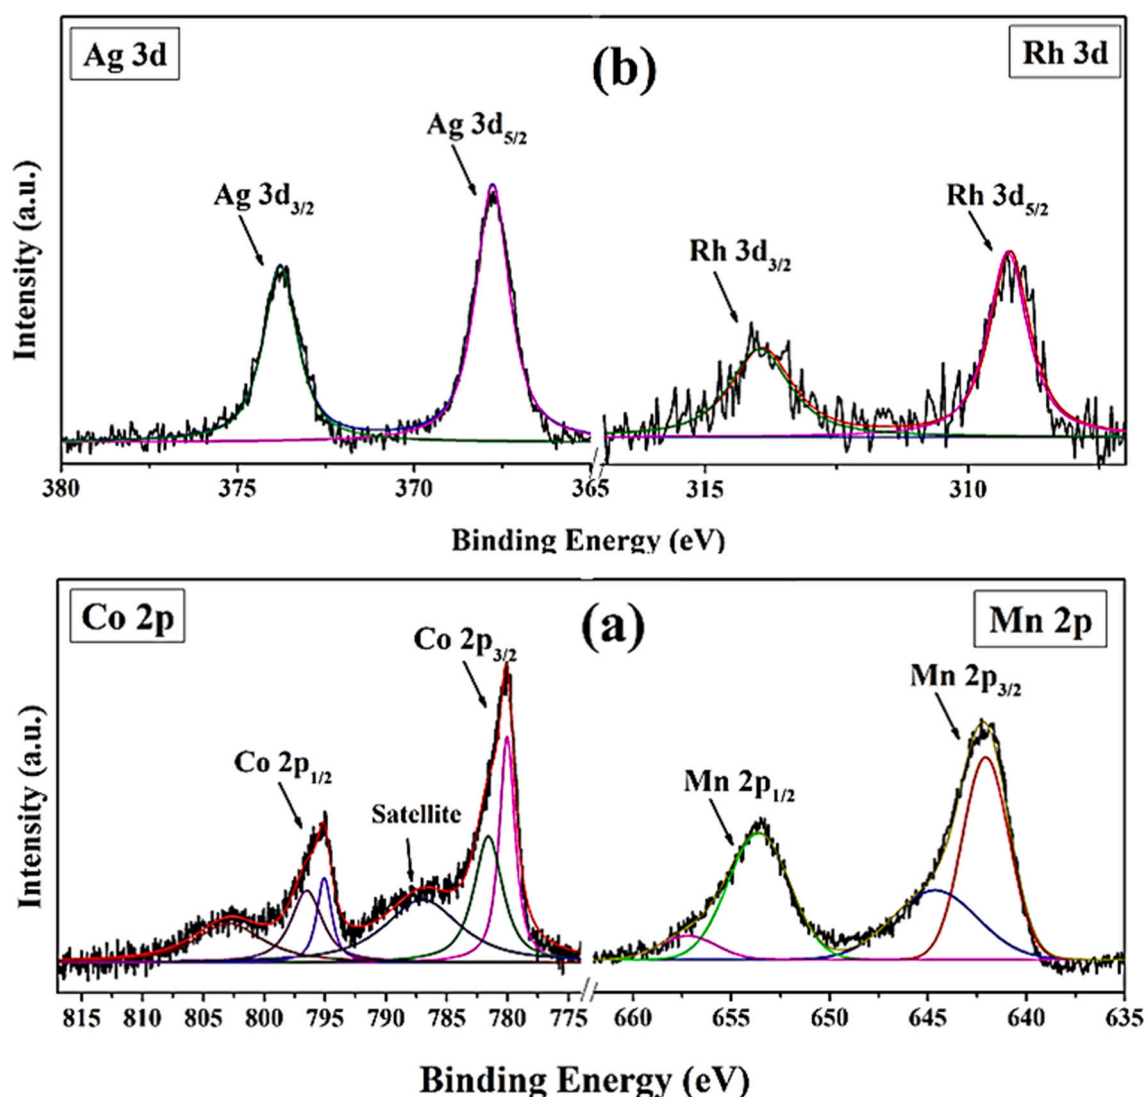 Ag 3d
(b)
Rh 3d
Ag 3d5/2
Ag 3d3/2
Rh 3d5/2
Rh 3d3/2
Intensity (a.u.)
380 375 370 365 315 310
Binding Energy (eV)
Co 2p
(a)
Mn 2p
Co 2p3/2
Mn 2p3/2
Co 2p1/2
Satellite
Mn 2p1/2
Intensity (a.u.)
815 810 805 800 795 790 785 780 775 660 655 650 645 640 635
Binding Energy (eV)